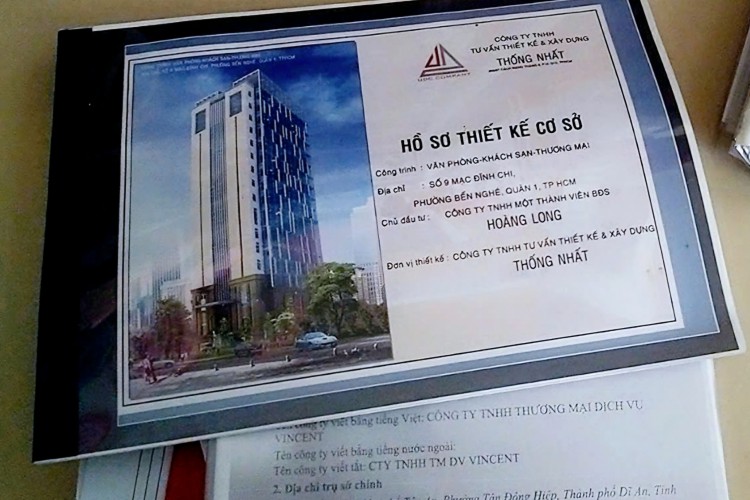 CÔNG TY TNHH
TƯ VẤN THIẾT KẾ & XÂY DỰNG
THỐNG NHẤT
UDC COMPANY
HỒ SƠ THIẾT KẾ CƠ SỞ
Công trình : VĂN PHÒNG-KHÁCH SẠN-THƯƠNG MẠI
Địa chỉ : SỐ 9 MẠC ĐĨNH CHI,
PHƯỜNG BẾN NGHÉ, QUẬN 1, TP HCM
Chủ đầu tư : CÔNG TY TNHH MỘT THÀNH VIÊN BĐS
HOÀNG LONG
Đơn vị thiết kế : CÔNG TY TNHH TƯ VẤN THIẾT KẾ & XÂY DỰNG
THỐNG NHẤT
công ty viết bằng tiếng Việt: CÔNG TY TNHH THƯƠNG MẠI DỊCH VỤ
VINCENT
Tên công ty viết bằng tiếng nước ngoài:
Tên công ty viết tắt: CTY TNHH TM DV VINCENT
2. Địa chỉ trụ sở chính
Phường Tân Đông Hiệp, Thành phố Dĩ An, Tỉnh